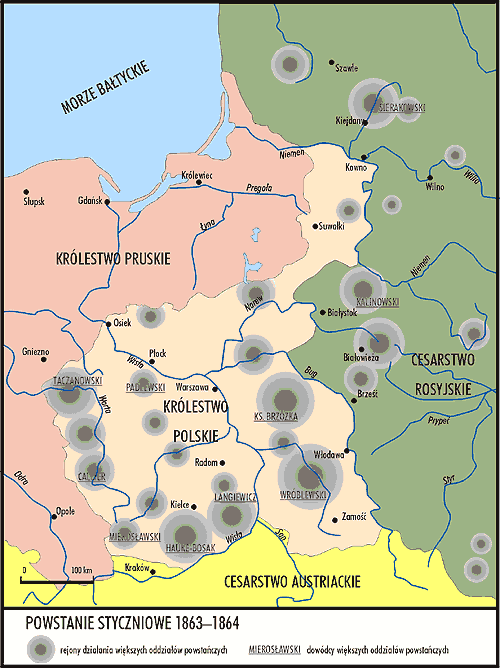 MORZE BAŁTYCKIE
Szawle
SIERAKOWSKI
Kiejdany
Niemen
Kowno
Wilno
Wilia
Królewiec
Pregoła
Słupsk
Gdańsk
Łyna
Suwałki
KRÓLESTWO PRUSKIE
Niemen
KALINOWSKI
Narew
Białystok
Osiek
Gniezno
Płock
Wisła
Białowieża
CESARSTWO
ROSYJSKIE
Bug
TACZANOWSKI
PADLEWSKI
Warszawa
Brześć
Warta
KRÓLESTWO
POLSKIE
KS. BRZÓZKA
Prypeć
Włodawa
Radom
Odra
CALLIER
WRÓBLEWSKI
Styr
LANGIEWICZ
Kielce
Opole
Zamość
MIEROSŁAWSKI
HAUKE-BOSAK
Wisła
San
Kraków
0 100 km
CESARSTWO AUSTRIACKIE
POWSTANIE STYCZNIOWE 1863–1864
rejony działania większych oddziałów powstańczych MIEROSŁAWSKI dowódcy większych oddziałów powstańczych